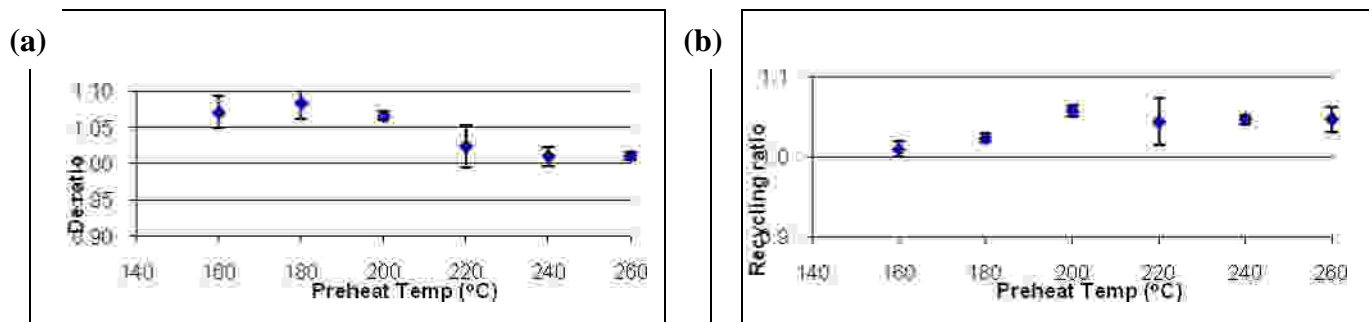 (a)
1.10
1.05
1.00
0.95
0.90
De ratio
140 160 180 200 220 240 260
Preheat Temp (°C)
(b)
1.1
1.0
0.9
Recycling ratio
140 160 180 200 220 240 260
Preheat Temp (°C)